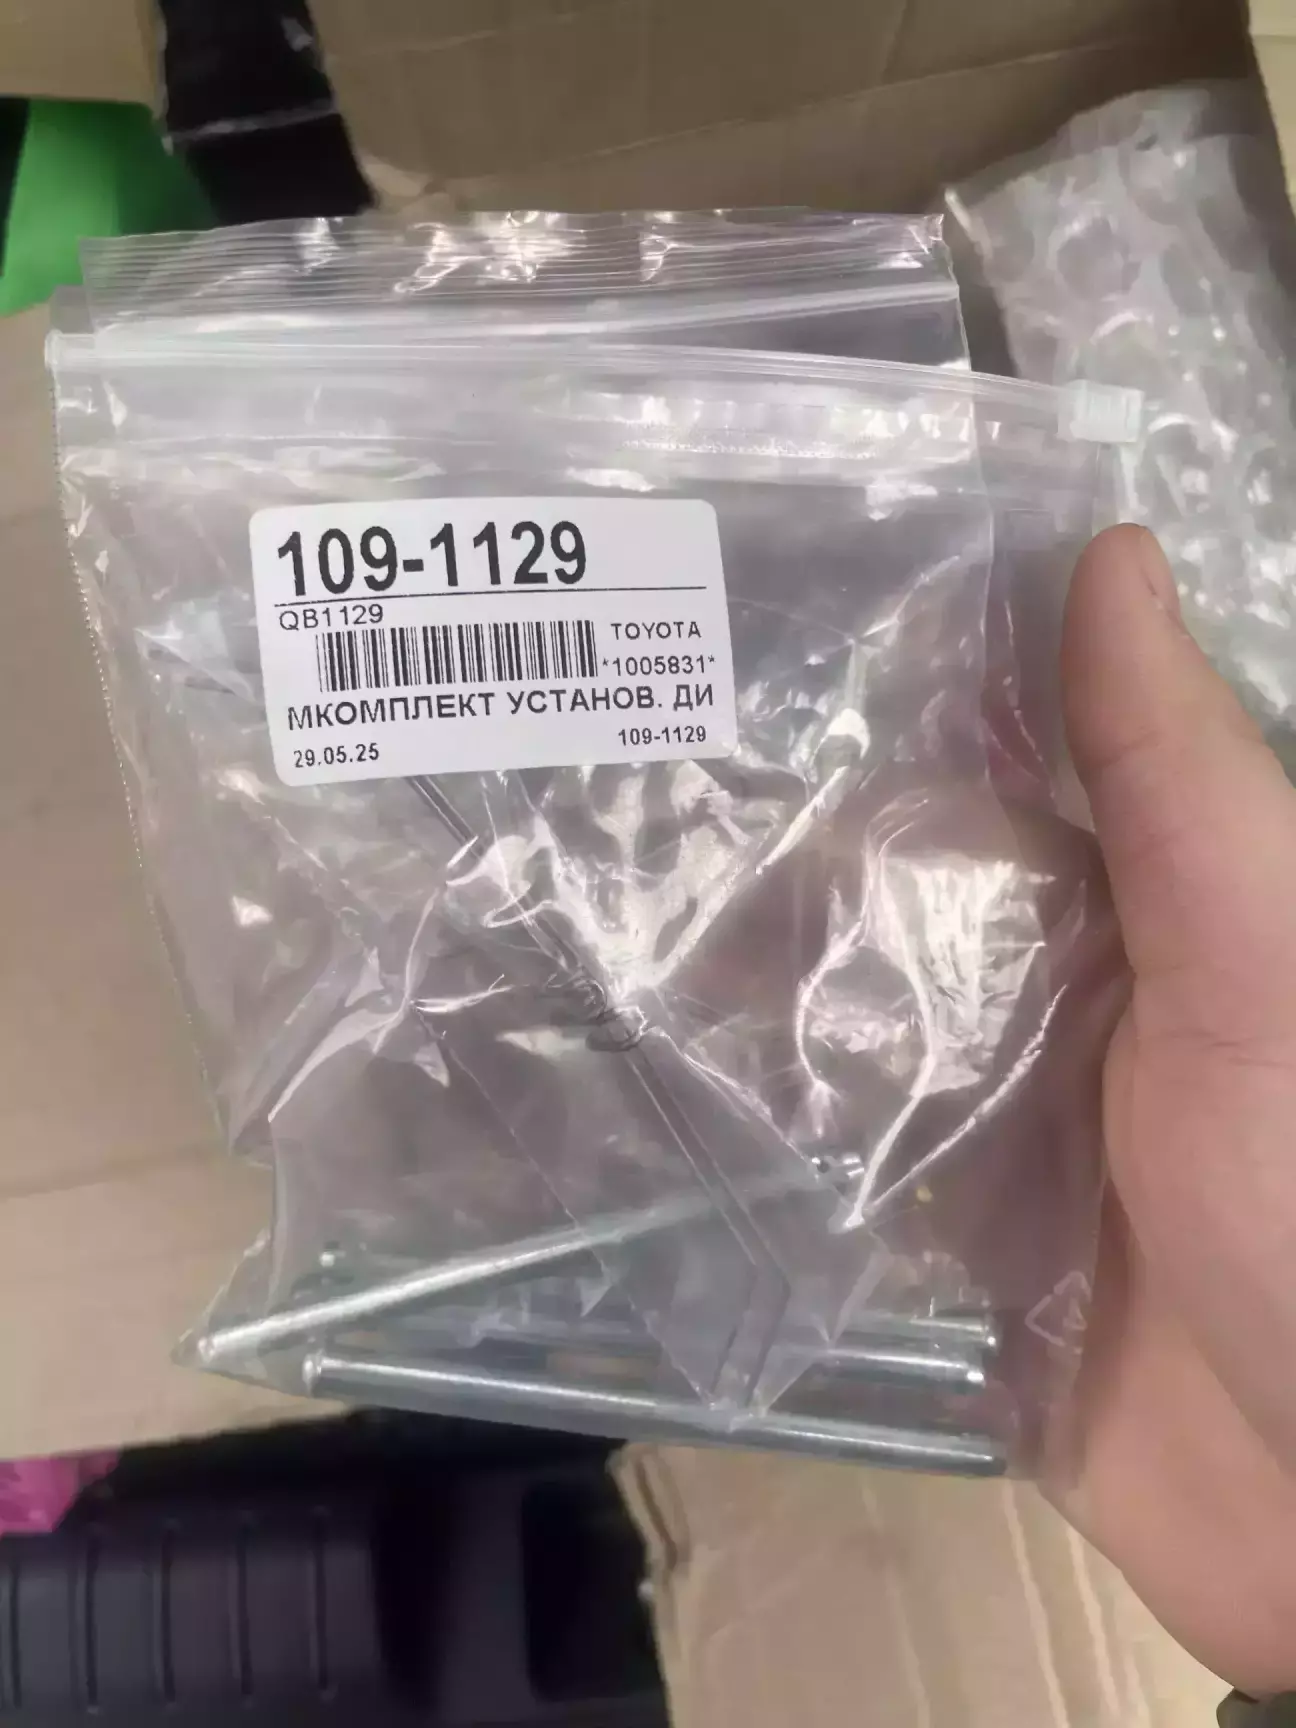 109-1129
QB1129
TOYOTA
*1005831*
МКОМПЛЕКТ УСТАНОВ. ДИ
29.05.25 109-1129